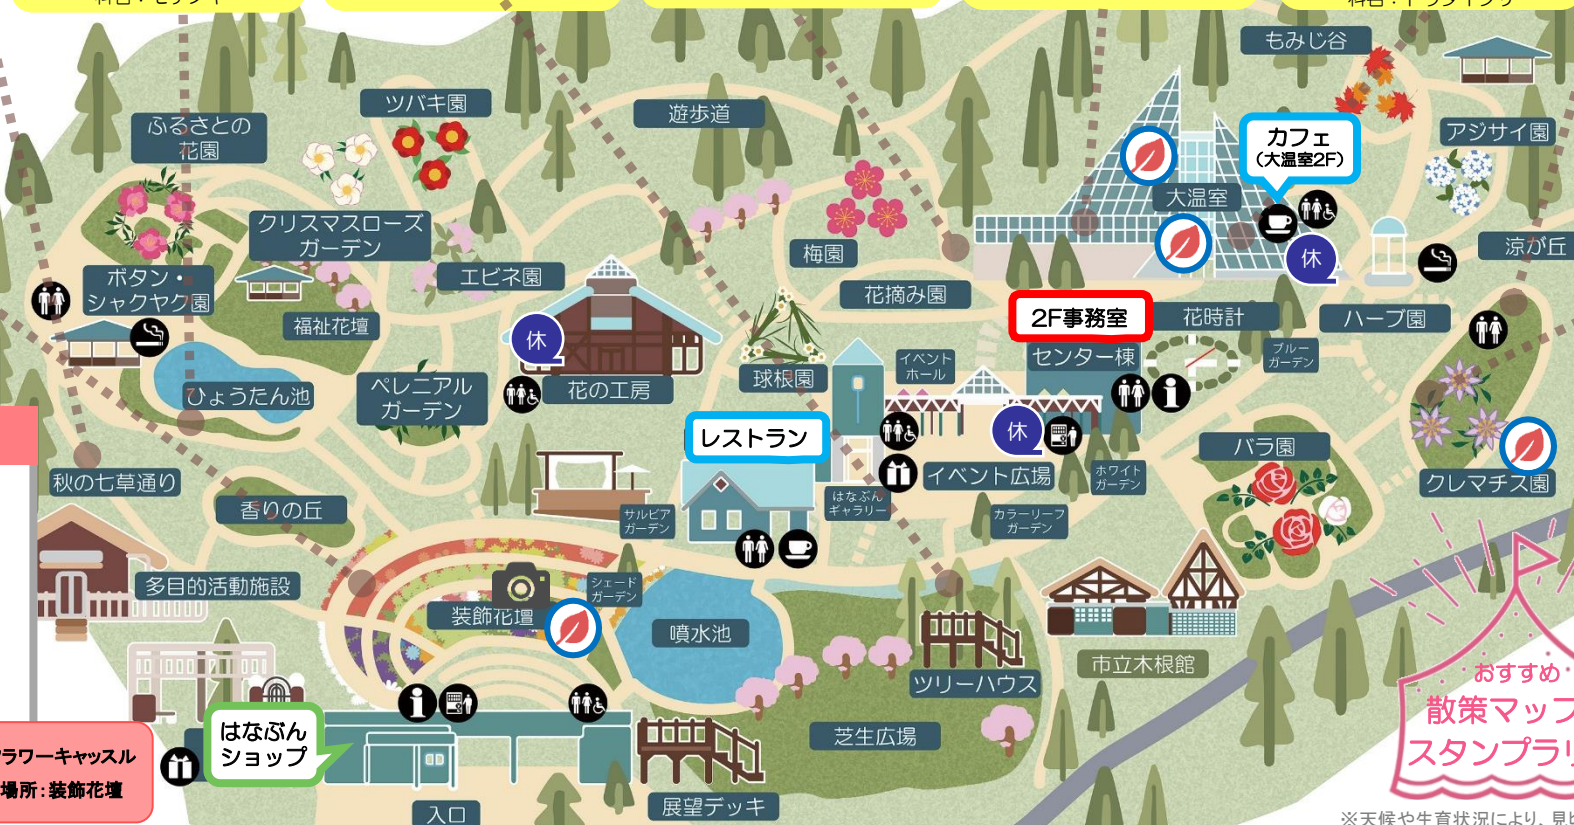 もみじ谷
ツバキ園
遊歩道
ふるさとの
花園
アジサイ園
カフェ
(大温室2F)
大温室
クリスマスローズ
ガーデン
梅園
涼が丘
休
エビネ園
ボタン・
シャクヤク園
花摘み園
2F事務室
花時計
ハーブ園
福祉花壇
休
センター棟
イベント
ホール
ブルー
ガーデン
球根園
ひょうたん池
ペレニアル
ガーデン
花の工房
レストラン
休
バラ園
秋の七草通り
イベント広場
ホワイト
ガーデン
クレマチス園
香りの丘
はなぶん
ギャラリー
サルビア
ガーデン
カラーリーフ
ガーデン
多目的活動施設
シェード
ガーデン
装飾花壇
噴水池
市立木根館
ツリーハウス
おすすめ
散策マップ
スタンプラリ
はなぶん
ショップ
芝生広場
ラワーキャッスル
場所：装飾花壇
入口
展望デッキ
※天候や生育状況により、見